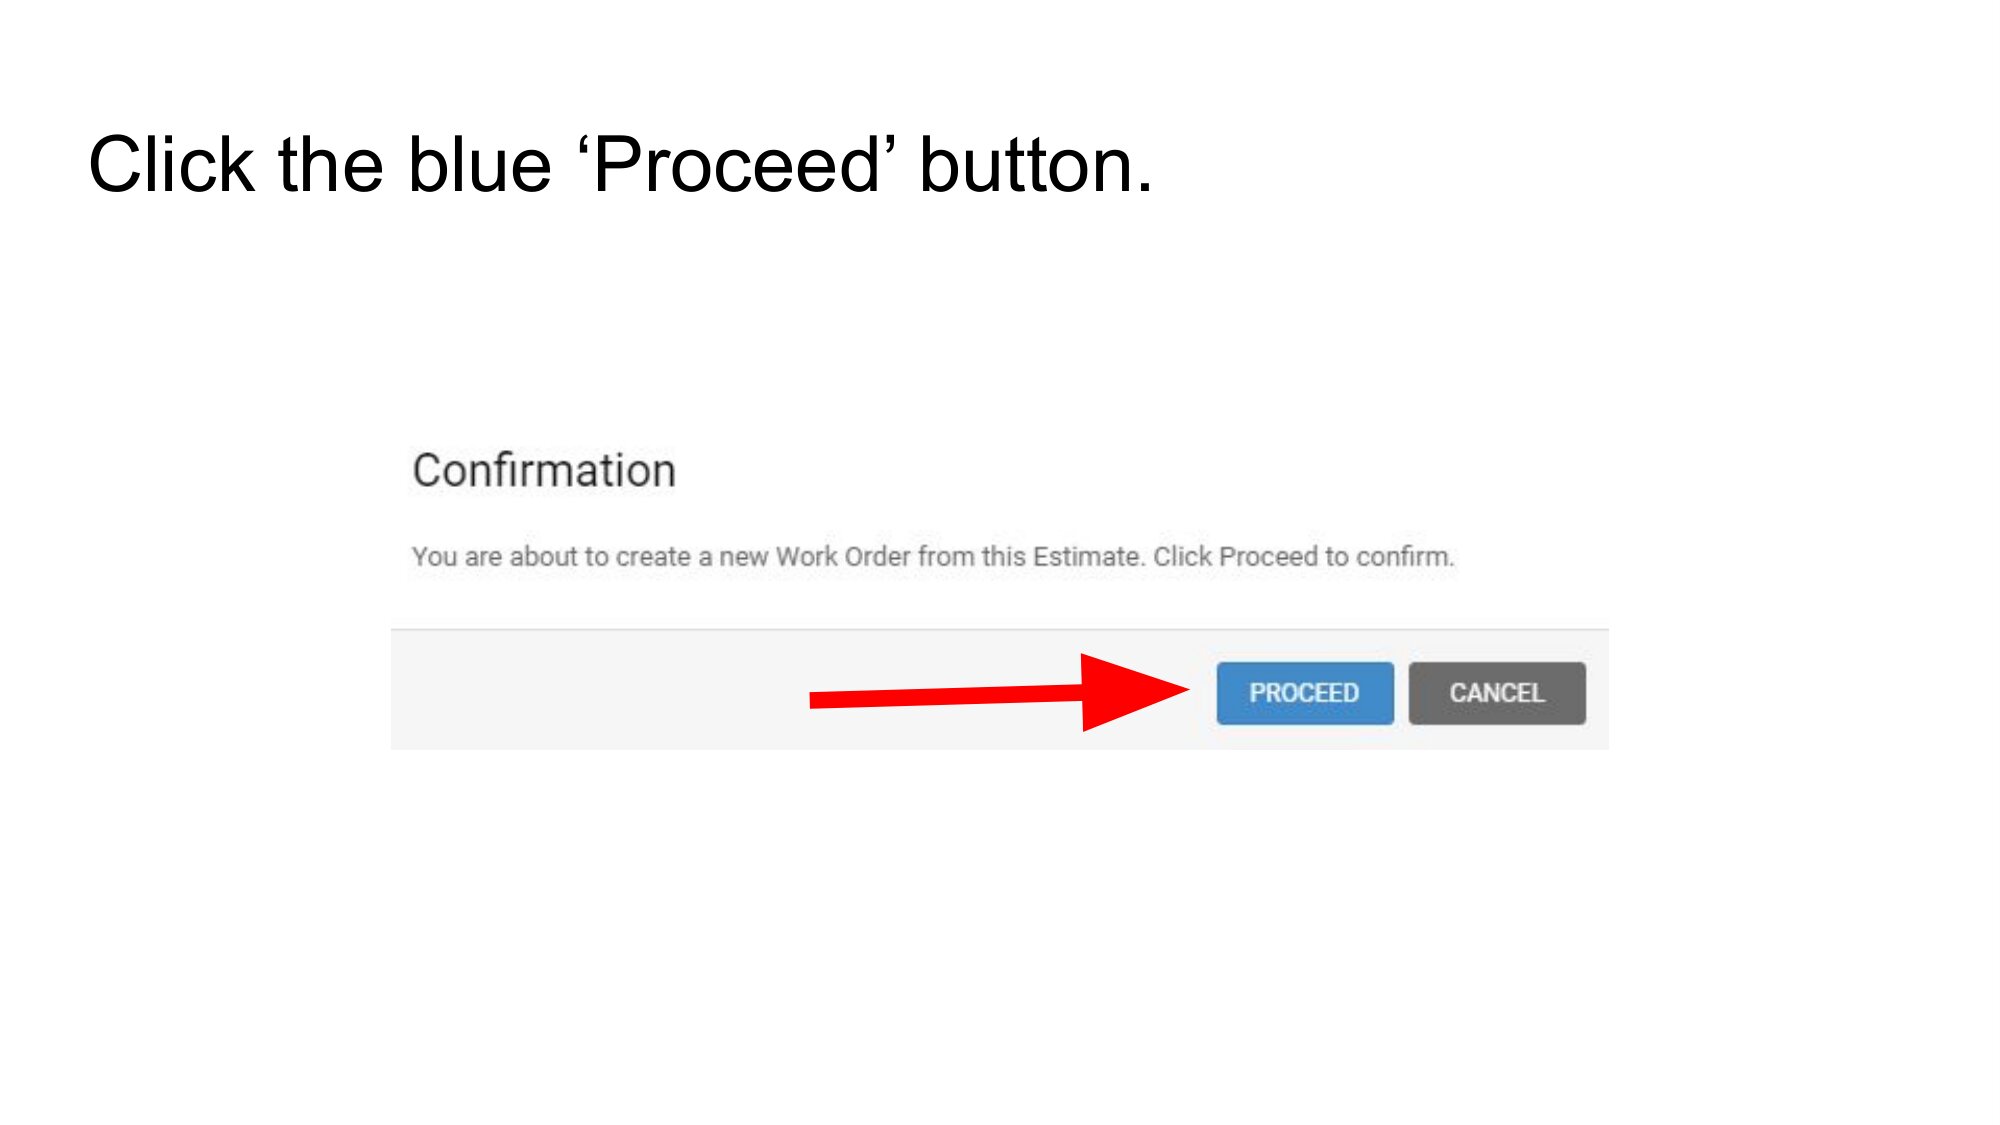 Click the blue ‘Proceed’ button.
Confirmation
You are about to create a new Work Order from this Estimate. Click Proceed to confirm.
PROCEED CANCEL